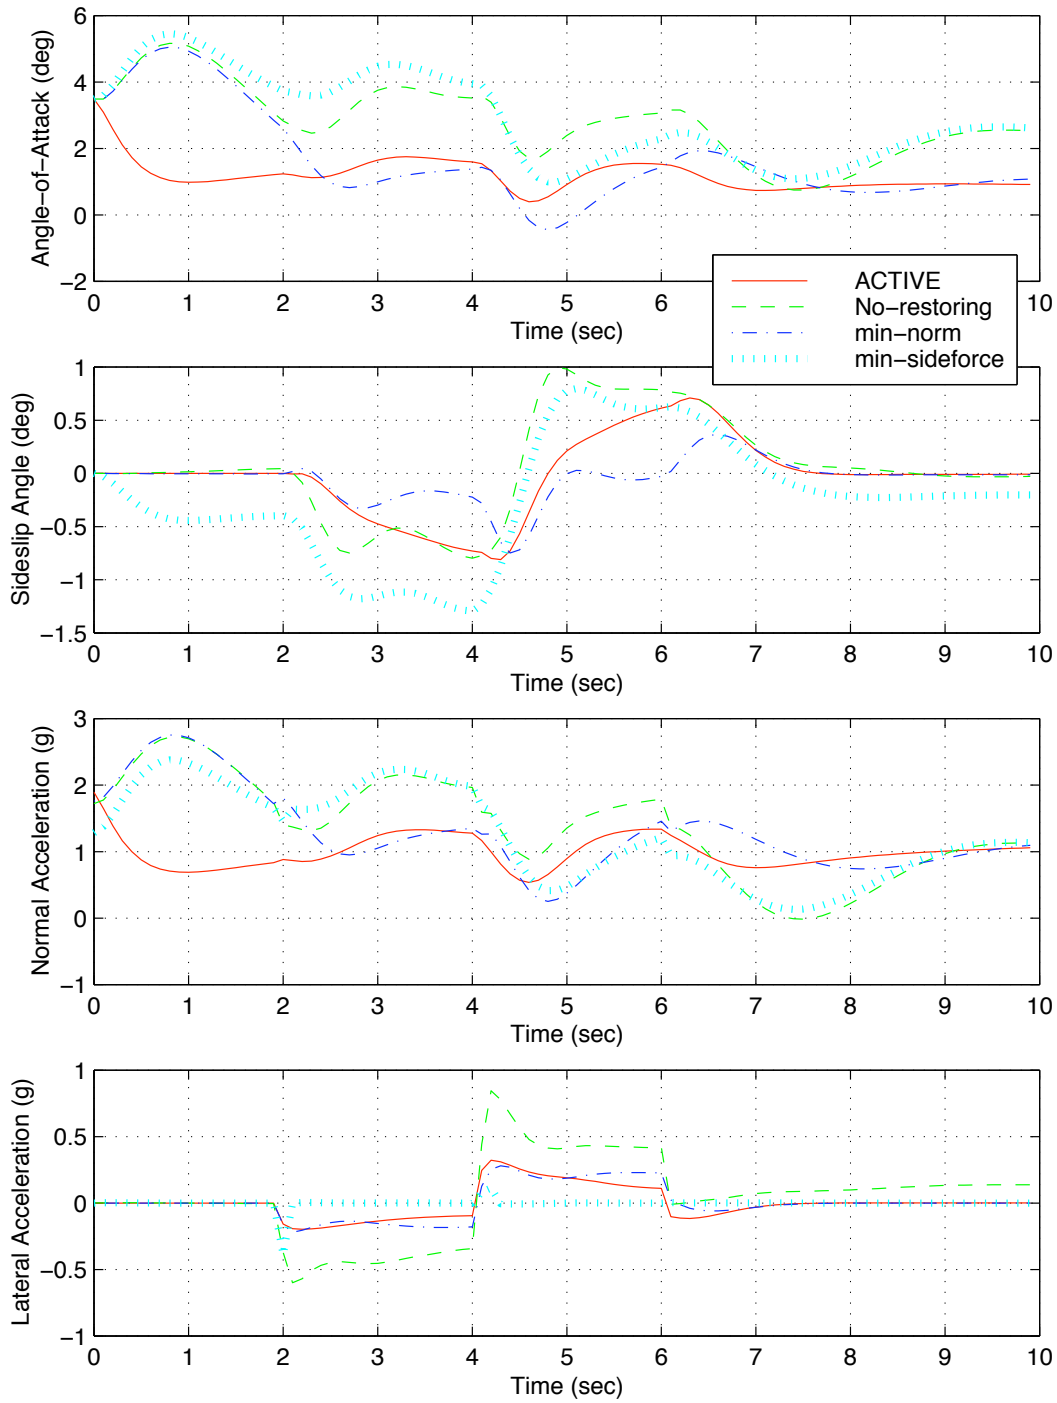 6
4
2
0
−2
Angle−of−Attack (deg)
0 1 2 3 4 5 6 7 8 9 10
Time (sec)
ACTIVE
No−restoring
min−norm
min−sideforce
1
0.5
0
−0.5
−1
−1.5
Sideslip Angle (deg)
0 1 2 3 4 5 6 7 8 9 10
Time (sec)
3
2
1
0
−1
Normal Acceleration (g)
0 1 2 3 4 5 6 7 8 9 10
Time (sec)
1
0.5
0
−0.5
−1
Lateral Acceleration (g)
0 1 2 3 4 5 6 7 8 9 10
Time (sec)